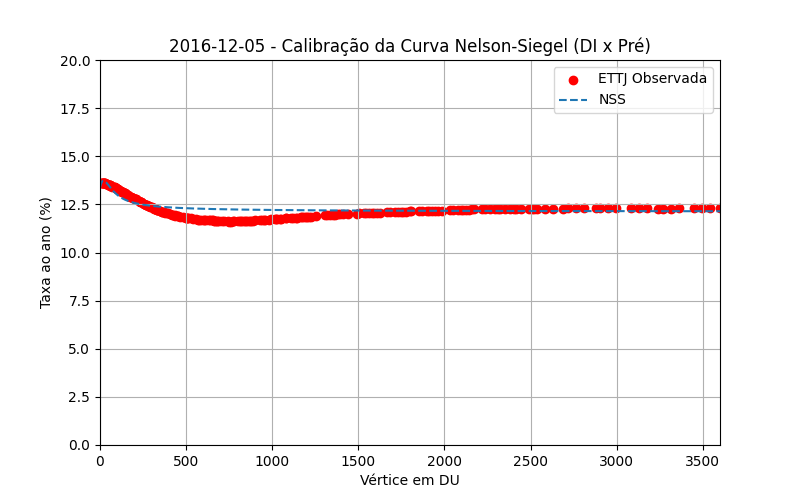 2016-12-05 - Calibração da Curva Nelson-Siegel (DI x Pré)
ETTJ Observada
NSS
Taxa ao ano (%)
20.0
17.5
15.0
12.5
10.0
7.5
5.0
2.5
0.0
0 500 1000 1500 2000 2500 3000 3500
Vértice em DU